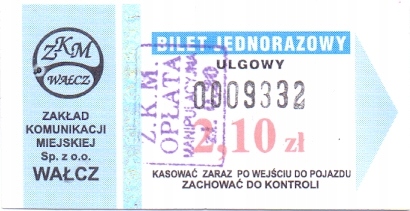 ZKM
WAŁCZ
ZAKŁAD
KOMUNIKACJI
MIEJSKIEJ
Sp. z o.o.
WAŁCZ
Z.K.M.
OPŁATA
MANIPULACYJNA
BILET JEDNORAZOWY
ULGOWY
0009332
2.10 zł
KASOWAĆ ZARAZ PO WEJŚCIU DO POJAZDU
ZACHOWAĆ DO KONTROLI